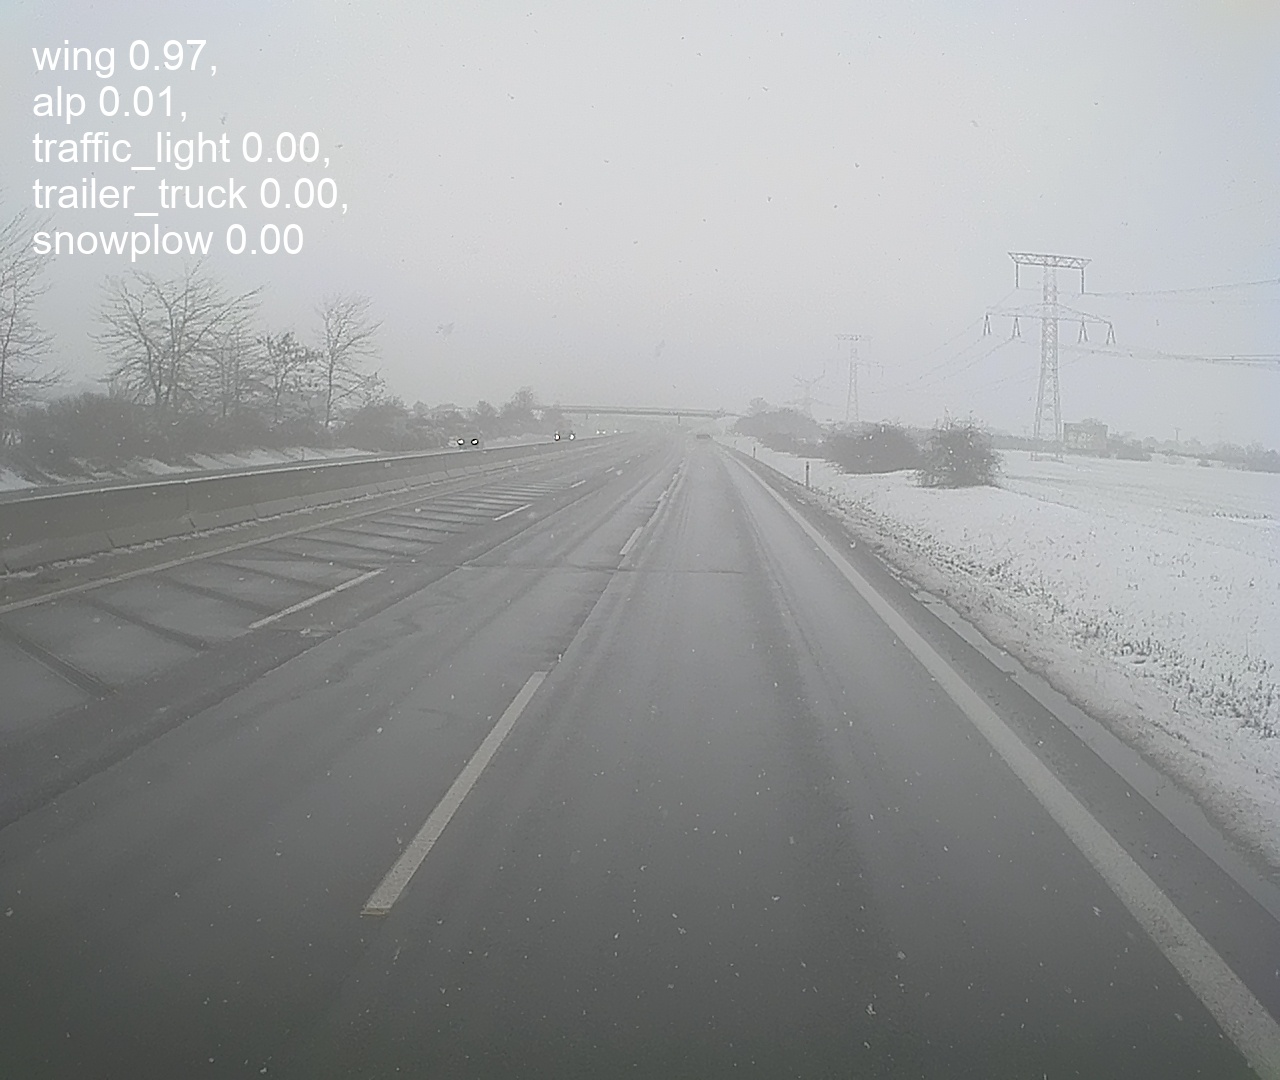 wing 0.97,
alp 0.01,
traffic_light 0.00,
trailer_truck 0.00,
snowplow 0.00